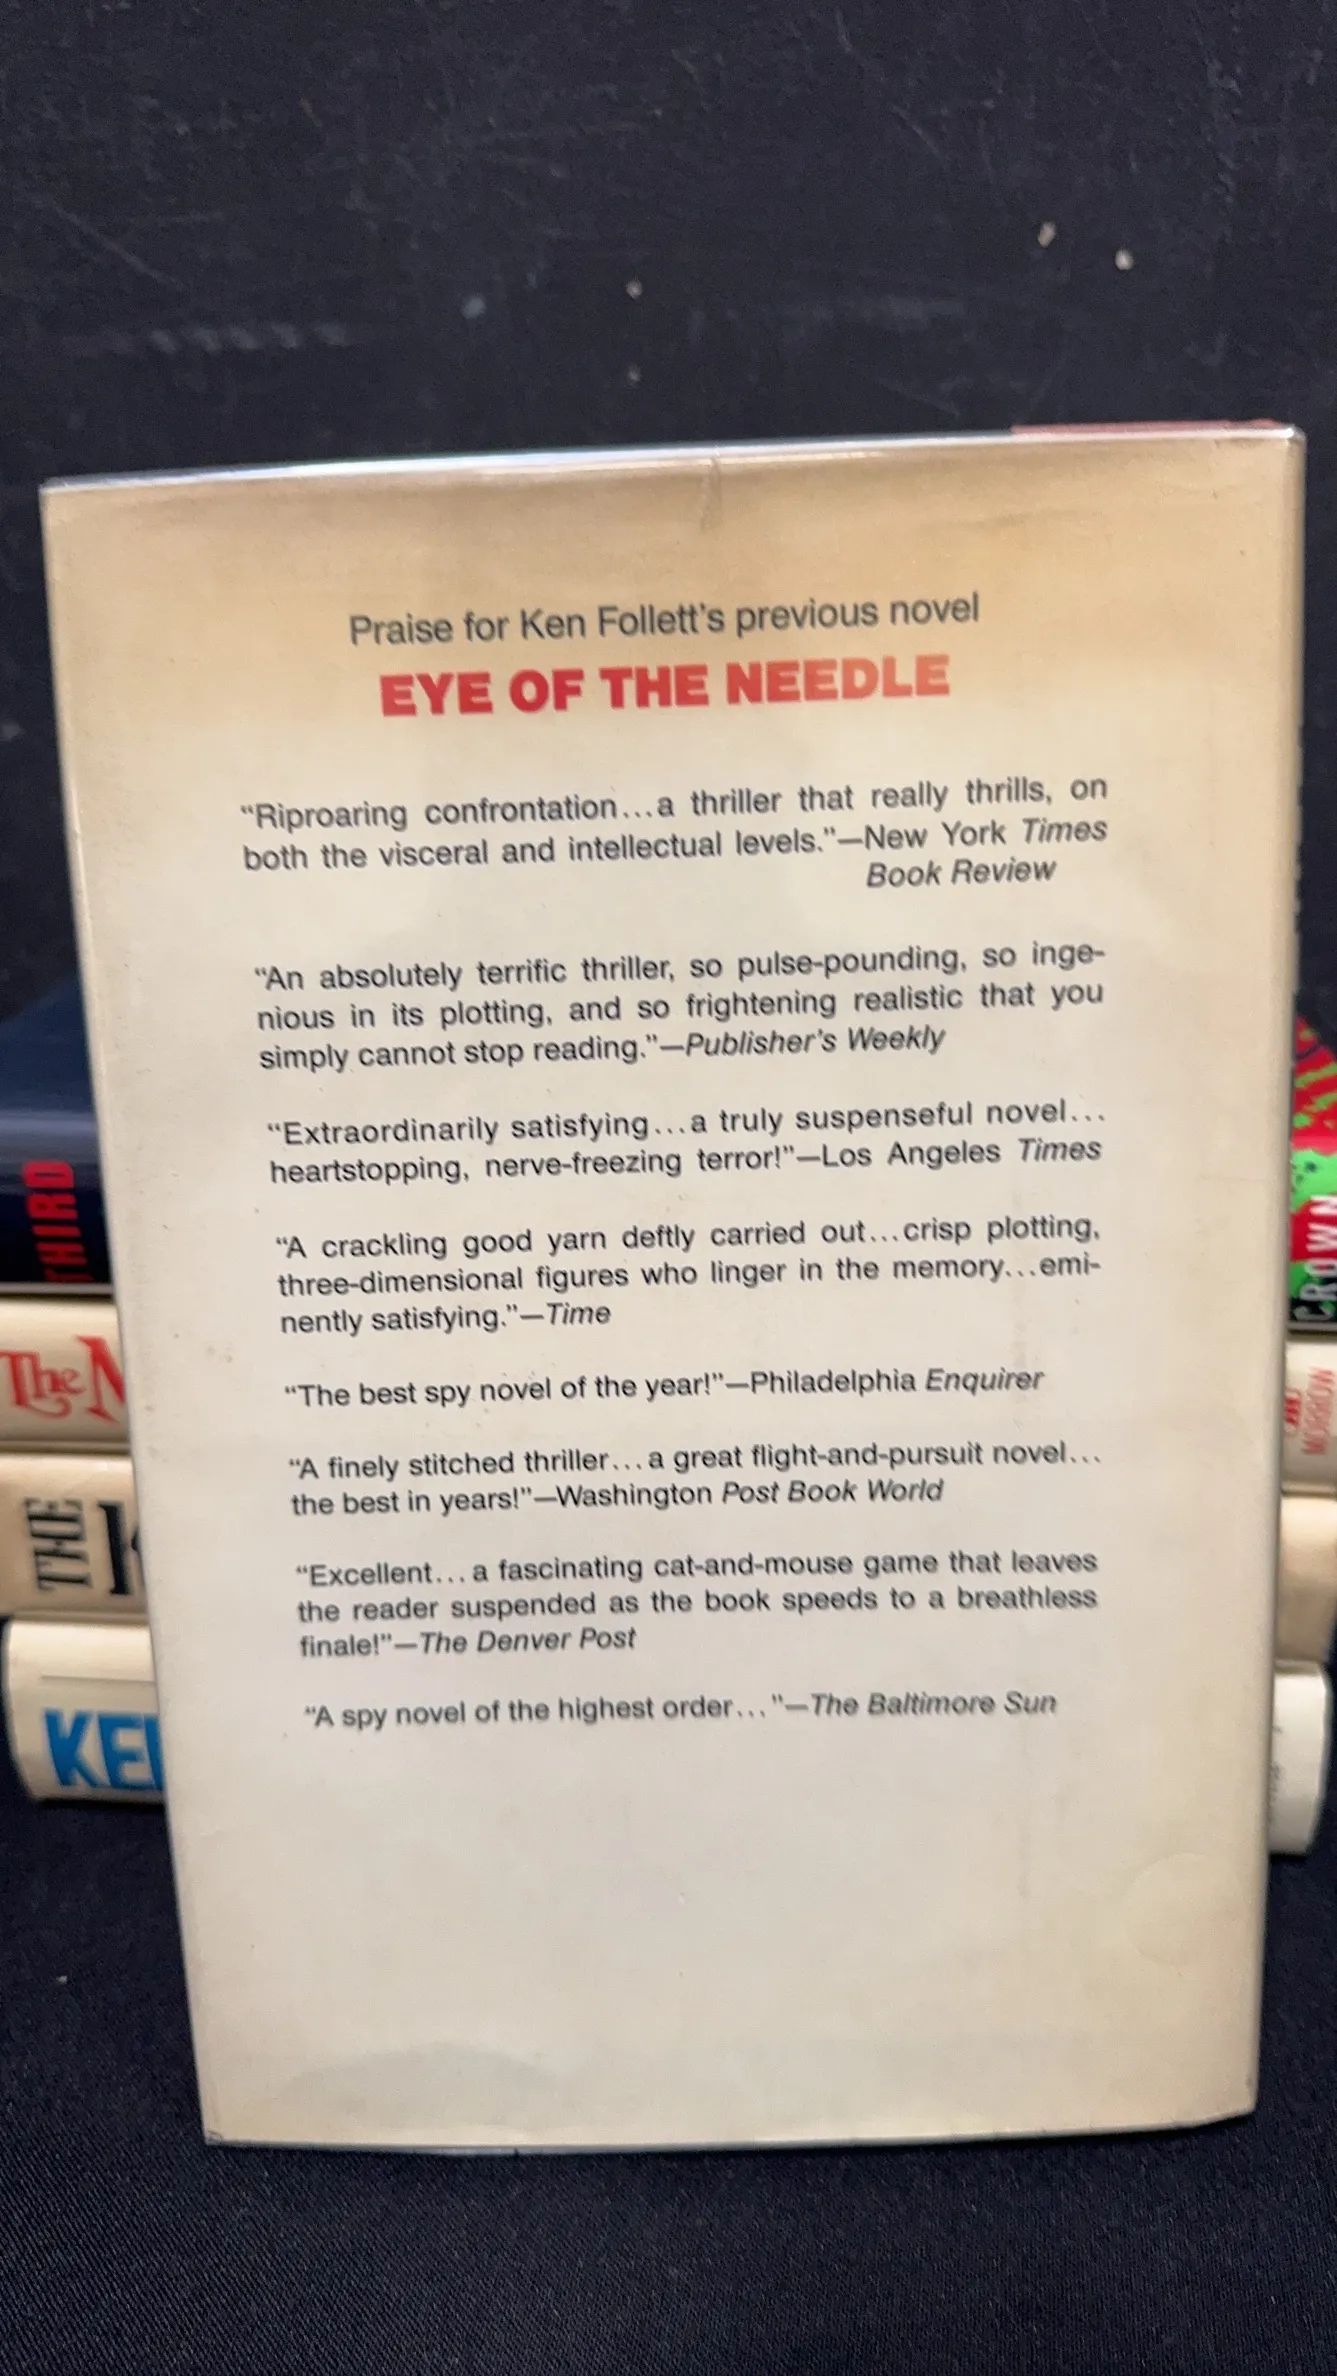 Praise for Ken Follett's previous novel
EYE OF THE NEEDLE
“Riproaring confrontation...a thriller that really thrills, on
both the visceral and intellectual levels.”—New York Times
Book Review
“An absolutely terrific thriller, so pulse-pounding, so inge-
nious in its plotting, and so frightening realistic that you
simply cannot stop reading.”—Publisher's Weekly
“Extraordinarily satisfying...a truly suspenseful novel...
heartstopping, nerve-freezing terror!”—Los Angeles Times
“A crackling good yarn deftly carried out...crisp plotting,
three-dimensional figures who linger in the memory...emi-
nently satisfying.”—Time
“The best spy novel of the year!”—Philadelphia Enquirer
“A finely stitched thriller...a great flight-and-pursuit novel...
the best in years!”—Washington Post Book World
“Excellent...a fascinating cat-and-mouse game that leaves
the reader suspended as the book speeds to a breathless
finale!”—The Denver Post
“A spy novel of the highest order...”—The Baltimore Sun
THIRD
The
THE
KE
CROWN
MORROW